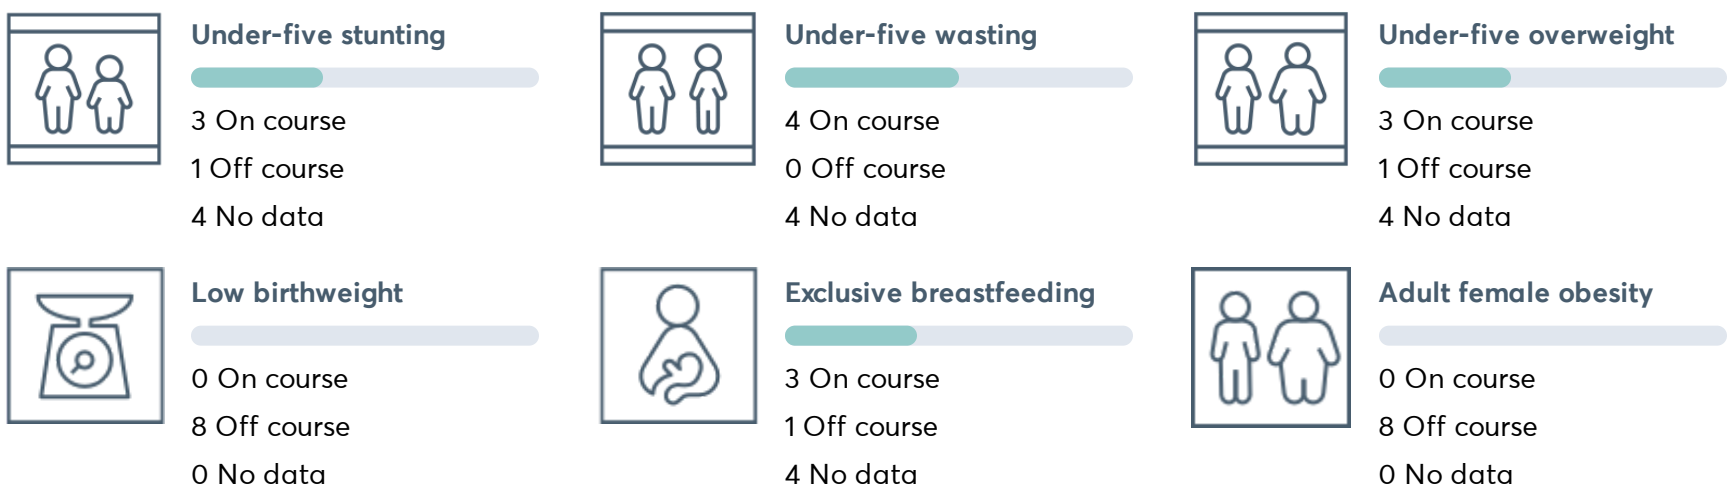 Under-five stunting
3 On course
1 Off course
4 No data
Under-five wasting
4 On course
0 Off course
4 No data
Under-five overweight
3 On course
1 Off course
4 No data
Low birthweight
0 On course
8 Off course
0 No data
Exclusive breastfeeding
3 On course
1 Off course
4 No data
Adult female obesity
0 On course
8 Off course
0 No data